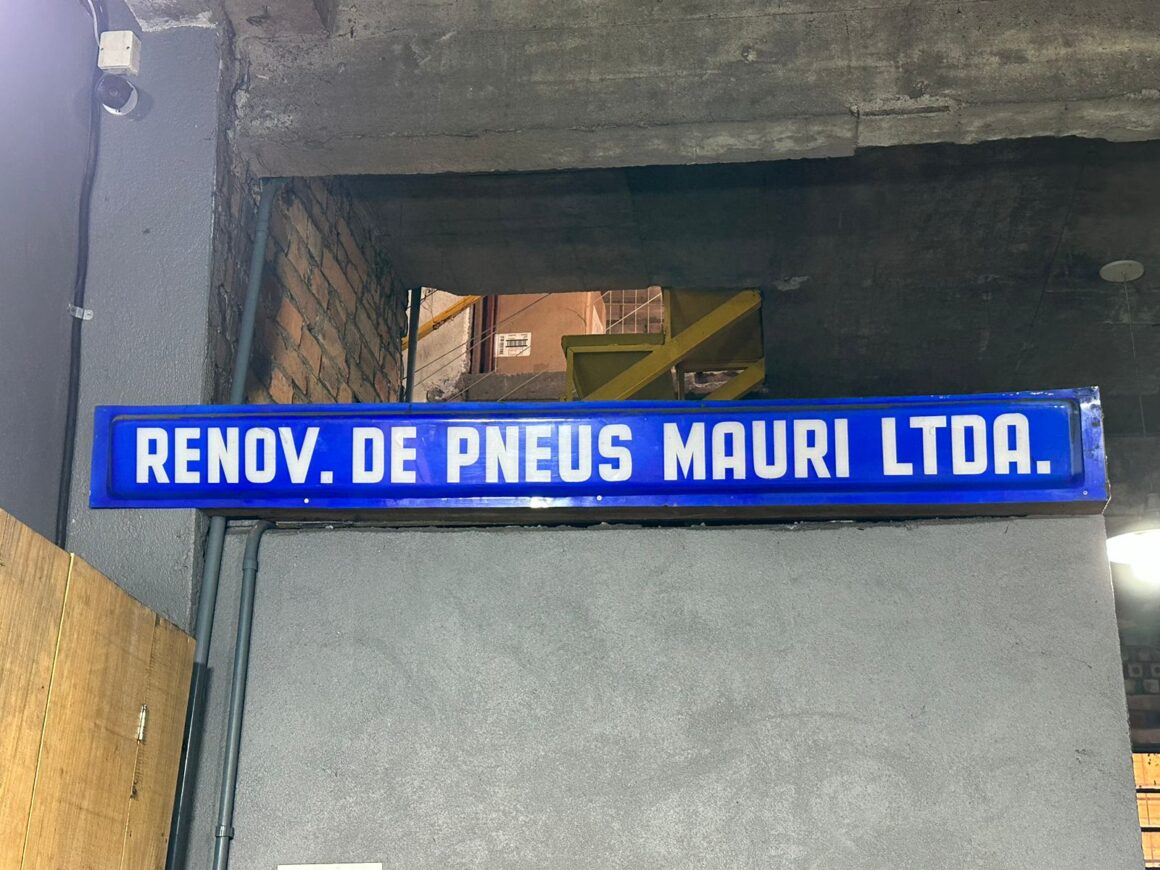 RENOV. DE PNEUS MAURI LTDA.